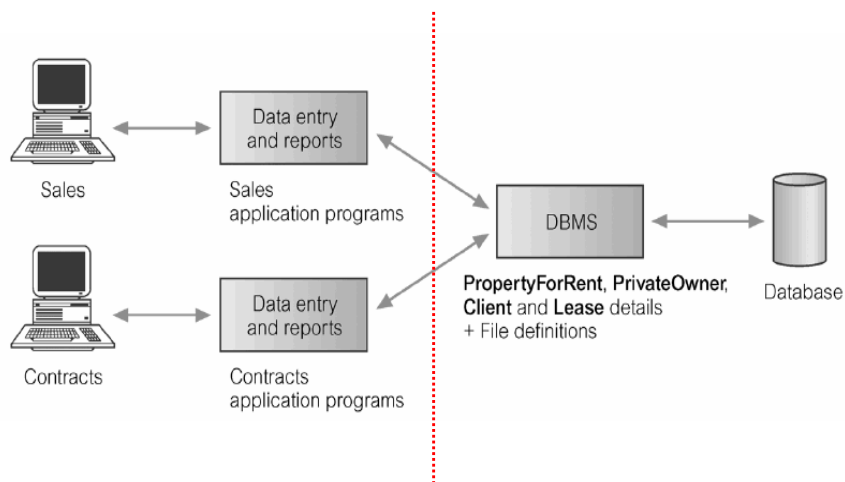 Data entry
and reports
Sales
Sales
application programs
DBMS
PropertyForRent, PrivateOwner,
Client and Lease details
+ File definitions
Database
Data entry
and reports
Contracts
Contracts
application programs